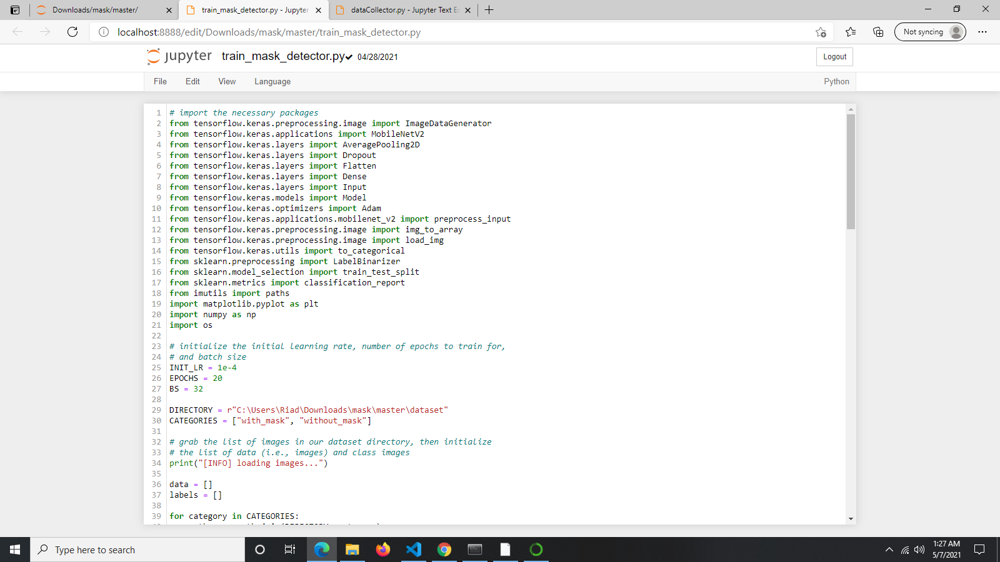 Downloads/mask/master/
train_mask_detector.py - Jupyter
dataCollector.py - Jupyter Text Ec
localhost:8888/edit/Downloads/mask/master/train_mask_detector.py
Not syncing
jupyter train_mask_detector.py 04/28/2021
Logout
File Edit View Language
Python
1 # import the necessary packages
2 from tensorflow.keras.preprocessing.image import ImageDataGenerator
3 from tensorflow.keras.applications import MobileNetV2
4 from tensorflow.keras.layers import AveragePooling2D
5 from tensorflow.keras.layers import Dropout
6 from tensorflow.keras.layers import Flatten
7 from tensorflow.keras.layers import Dense
8 from tensorflow.keras.layers import Input
9 from tensorflow.keras.models import Model
10 from tensorflow.keras.optimizers import Adam
11 from tensorflow.keras.applications.mobilenet_v2 import preprocess_input
12 from tensorflow.keras.preprocessing.image import img_to_array
13 from tensorflow.keras.preprocessing.image import load_img
14 from tensorflow.keras.utils import to_categorical
15 from sklearn.preprocessing import LabelBinarizer
16 from sklearn.model_selection import train_test_split
17 from sklearn.metrics import classification_report
18 from imutils import paths
19 import matplotlib.pyplot as plt
20 import numpy as np
21 import os
22
23 # initialize the initial learning rate, number of epochs to train for,
24 # and batch size
25 INIT_LR = 1e-4
26 EPOCHS = 20
27 BS = 32
28
29 DIRECTORY = r"C:\Users\Riad\Downloads\mask\master\dataset"
30 CATEGORIES = ["with_mask", "without_mask"]
31
32 # grab the list of images in our dataset directory, then initialize
33 # the list of data (i.e., images) and class images
34 print("[INFO] loading images...")
35
36 data = []
37 labels = []
38
39 for category in CATEGORIES:
Type here to search
1:27 AM
5/7/2021